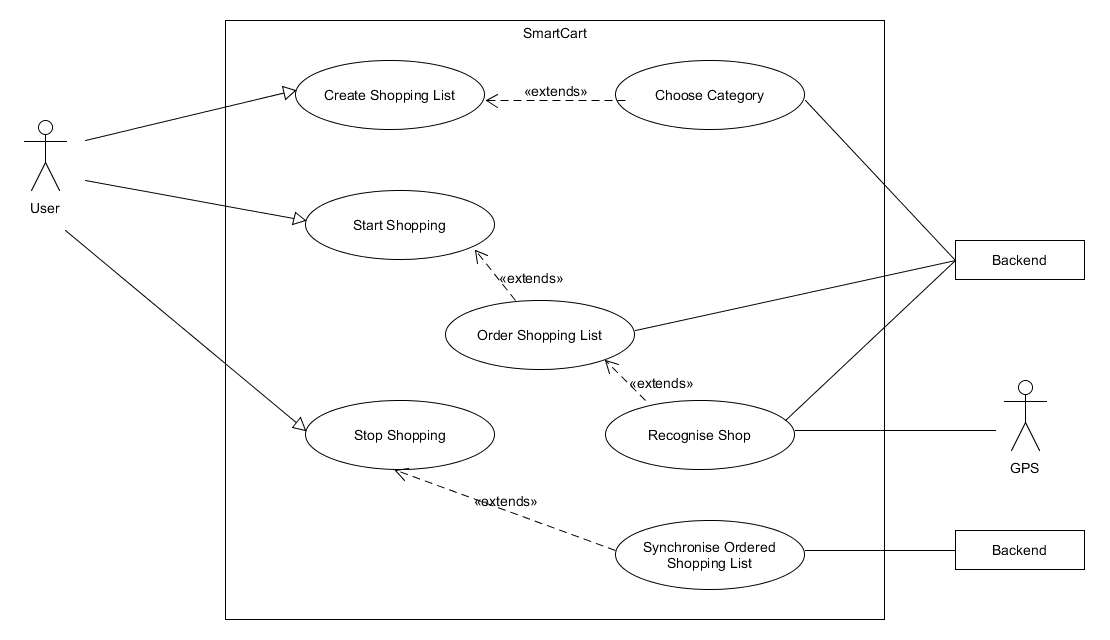 SmartCart
Create Shopping List
«extends»
Choose Category
User
Start Shopping
«extends»
Backend
Order Shopping List
«extends»
Stop Shopping
Recognise Shop
GPS
«extends»
Synchronise Ordered
Shopping List
Backend